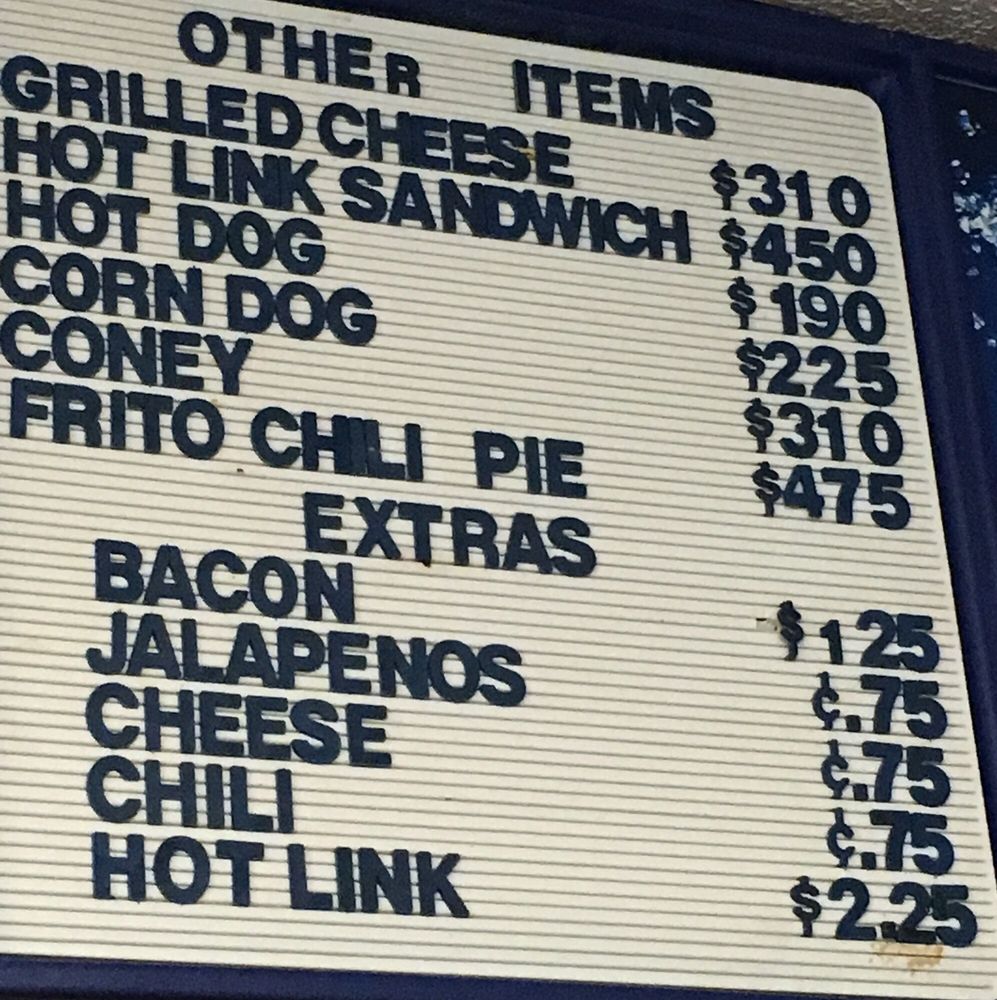 OTHER ITEMS
GRILLED CHEESE $310
HOT LINK SANDWICH $450
HOT DOG $190
CORN DOG $225
CONEY $310
FRITO CHILI PIE $475
EXTRAS
BACON $125
JALAPENOS ¢.75
CHEESE ¢.75
CHILI ¢.75
HOT LINK $2.25